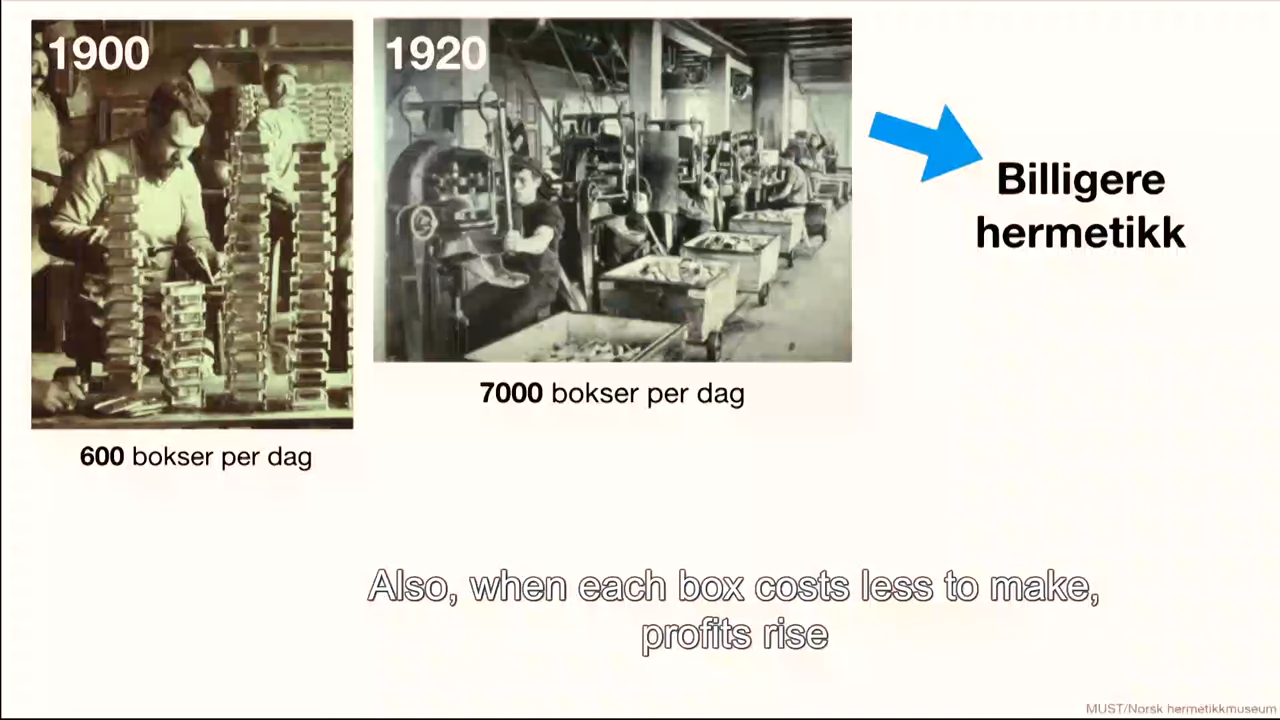 1900
1920
Billigere
hermetikk
7000 bokser per dag
600 bokser per dag
Also, when each box costs less to make,
profits rise
MUST/Norsk hermetikkmuseum